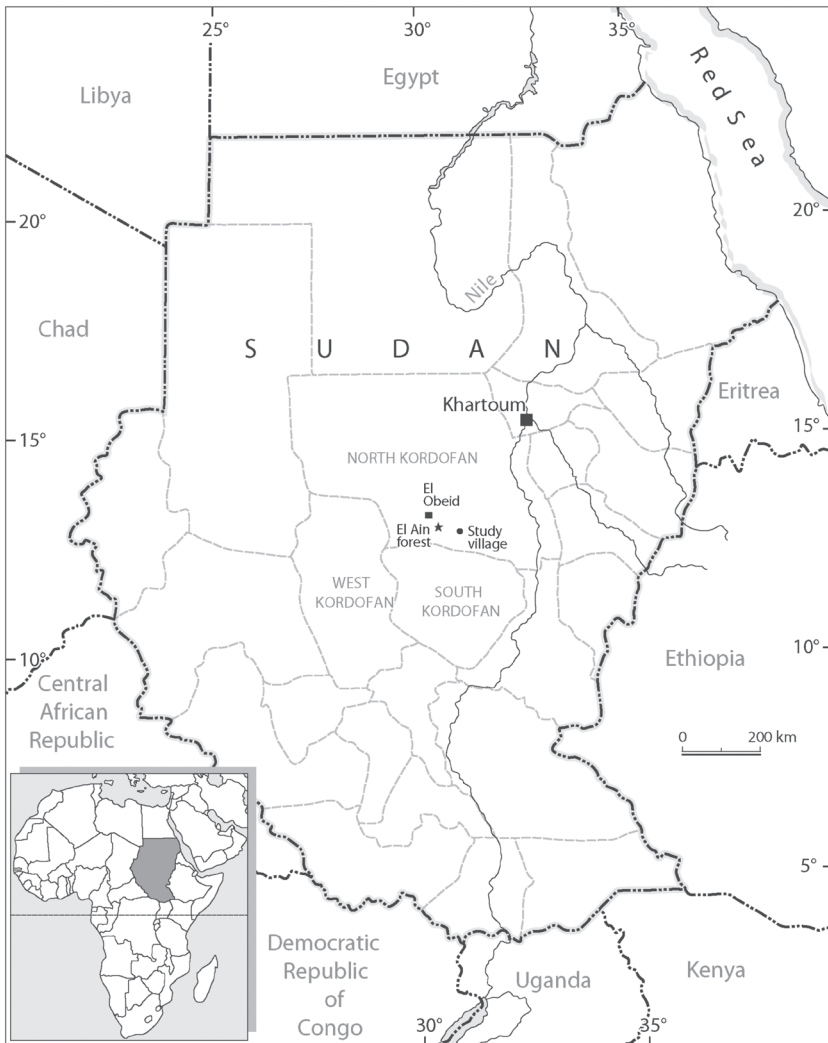 25°
30°
35°
Libya
Egypt
Red Sea
20°
20°
Nile
Chad
SUDAN
Eritrea
Khartoum
15°
15°
NORTH KORDOFAN
El
Obeid
El Ain
forest
Study
village
WEST
KORDOFAN
SOUTH
KORDOFAN
10°
10°
Ethiopia
Central
African
Republic
0
200 km
5°
Democratic
Republic
of
Congo
Uganda
Kenya
30°
35°